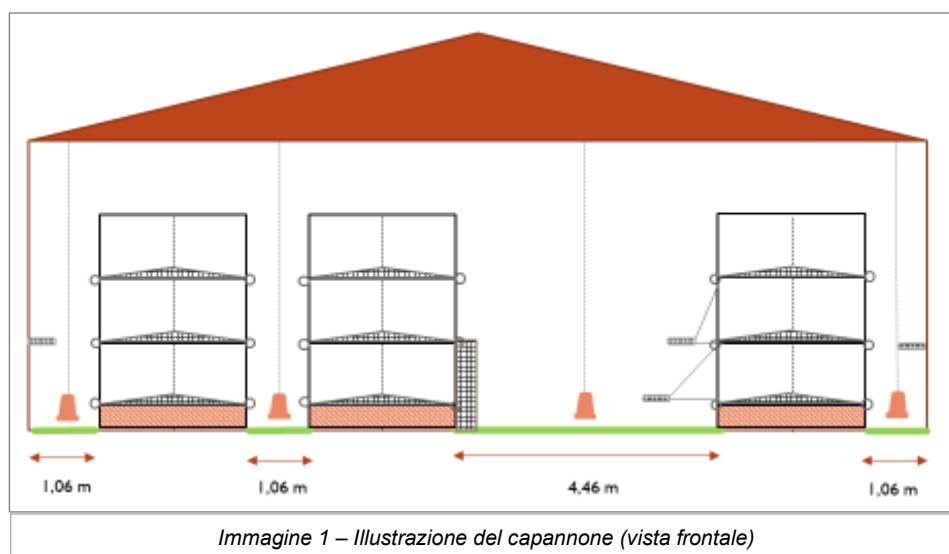 1,06 m
1,06 m
4,46 m
1,06 m
Immagine 1 – Illustrazione del capannone (vista frontale)